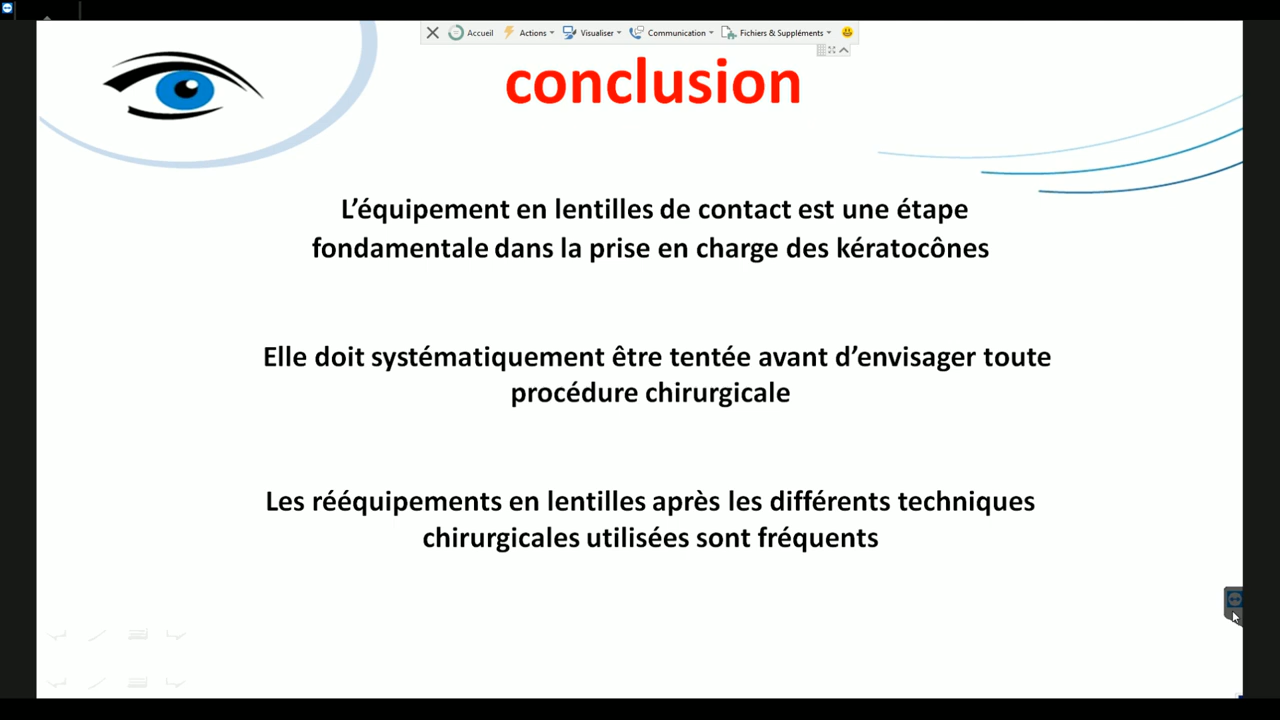 Accueil Actions Visualiser Communication Fichiers & Suppléments
conclusion
L’équipement en lentilles de contact est une étape
fondamentale dans la prise en charge des kératocônes
Elle doit systématiquement être tentée avant d’envisager toute
procédure chirurgicale
Les rééquipements en lentilles après les différents techniques
chirurgicales utilisées sont fréquents